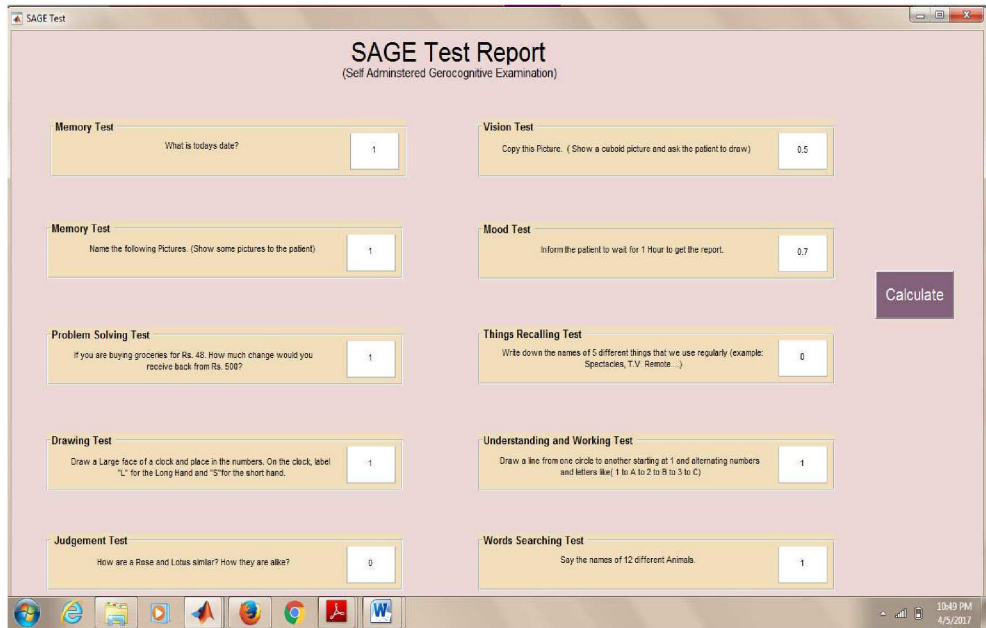 SAGE Test
SAGE Test Report
(Self Adminstered Gerocognitive Examination)
Memory Test
What is todays date?
1
Vision Test
Copy this Picture. ( Show a cuboid picture and ask the patient to draw)
0.5
Memory Test
Name the following Pictures. (Show some pictures to the patient)
1
Mood Test
Inform the patient to wait for 1 Hour to get the report.
0.7
Calculate
Problem Solving Test
If you are buying groceries for Rs. 48. How much change would you
receive back from Rs. 500?
1
Things Recalling Test
Write down the names of 5 different things that we use regularly (example:
Spectacles, T.V. Remote....)
0
Drawing Test
Draw a Large face of a clock and place in the numbers. On the clock, label
"L" for the Long Hand and "S"for the short hand.
1
Understanding and Working Test
Draw a line from one circle to another starting at 1 and alternating numbers
and letters like( 1 to A to 2 to B to 3 to C)
1
Judgement Test
How are a Rose and Lotus similar? How they are alike?
0
Words Searching Test
Say the names of 12 different Animals.
1
10:49 PM
4/5/2017